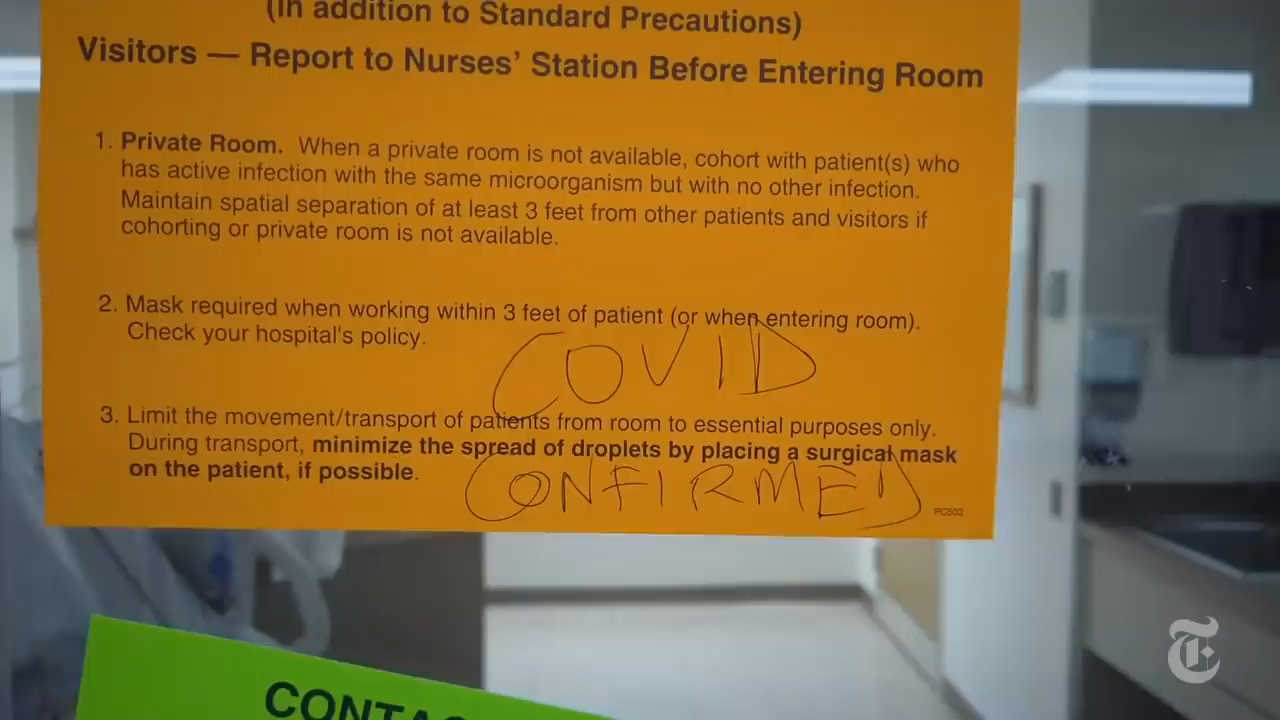 (In addition to Standard Precautions)
Visitors — Report to Nurses' Station Before Entering Room
1. Private Room. When a private room is not available, cohort with patient(s) who
has active infection with the same microorganism but with no other infection.
Maintain spatial separation of at least 3 feet from other patients and visitors if
cohorting or private room is not available.
2. Mask required when working within 3 feet of patient (or when entering room).
Check your hospital's policy.
COVID
3. Limit the movement/transport of patients from room to essential purposes only.
During transport, minimize the spread of droplets by placing a surgical mask
on the patient, if possible.
CONFIRMED
PC503
T